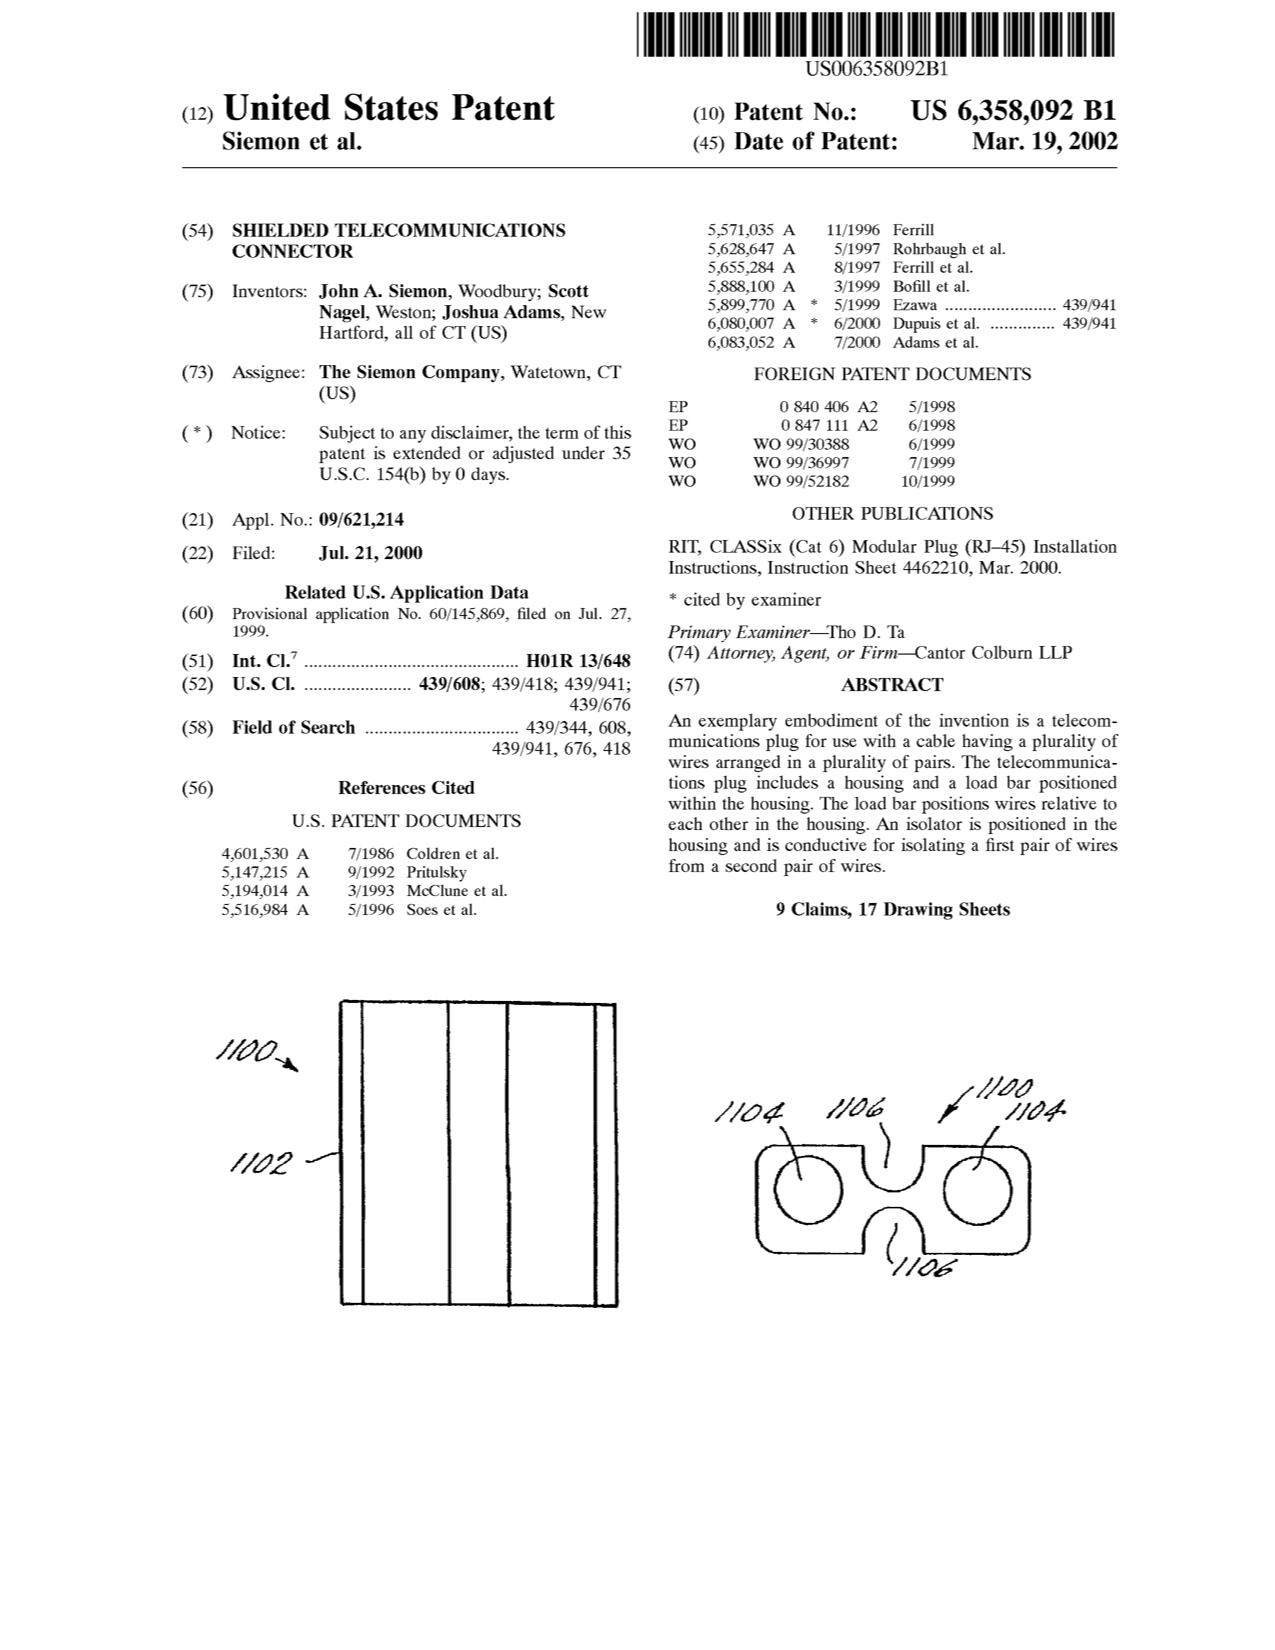 US006358092B1
(12) United States Patent
Siemon et al.
(10) Patent No.: US 6,358,092 B1
(45) Date of Patent: Mar. 19, 2002
(54) SHIELDED TELECOMMUNICATIONS
CONNECTOR
(75) Inventors: John A. Siemon, Woodbury; Scott
Nagel, Weston; Joshua Adams, New
Hartford, all of CT (US)
(73) Assignee: The Siemon Company, Watetown, CT
(US)
( * ) Notice: Subject to any disclaimer, the term of this
patent is extended or adjusted under 35
U.S.C. 154(b) by 0 days.
(21) Appl. No.: 09/621,214
(22) Filed: Jul. 21, 2000
Related U.S. Application Data
(60) Provisional application No. 60/145,869, filed on Jul. 27,
1999.
(51) Int. Cl.7 ........................................... H01R 13/648
(52) U.S. Cl. ...................... 439/608; 439/418; 439/941;
439/676
(58) Field of Search ............................... 439/344, 608,
439/941, 676, 418
(56) References Cited
U.S. PATENT DOCUMENTS
4,601,530 A 7/1986 Coldren et al.
5,147,215 A 9/1992 Pritulsky
5,194,014 A 3/1993 McClune et al.
5,516,984 A 5/1996 Soes et al.
5,571,035 A 11/1996 Ferrill
5,628,647 A 5/1997 Rohrbaugh et al.
5,655,284 A 8/1997 Ferrill et al.
5,888,100 A 3/1999 Bofill et al.
5,899,770 A * 5/1999 Ezawa ........................ 439/941
6,080,007 A * 6/2000 Dupuis et al. .............. 439/941
6,083,052 A 7/2000 Adams et al.
FOREIGN PATENT DOCUMENTS
EP 0 840 406 A2 5/1998
EP 0 847 111 A2 6/1998
WO WO 99/30388 6/1999
WO WO 99/36997 7/1999
WO WO 99/52182 10/1999
OTHER PUBLICATIONS
RIT, CLASSix (Cat 6) Modular Plug (RJ–45) Installation
Instructions, Instruction Sheet 4462210, Mar. 2000.
* cited by examiner
Primary Examiner—Tho D. Ta
(74) Attorney, Agent, or Firm—Cantor Colburn LLP
(57) ABSTRACT
An exemplary embodiment of the invention is a telecom-
munications plug for use with a cable having a plurality of
wires arranged in a plurality of pairs. The telecommunica-
tions plug includes a housing and a load bar positioned
within the housing. The load bar positions wires relative to
each other in the housing. An isolator is positioned in the
housing and is conductive for isolating a first pair of wires
from a second pair of wires.
9 Claims, 17 Drawing Sheets
1100
1102
1100
1104 1106 1104
1106